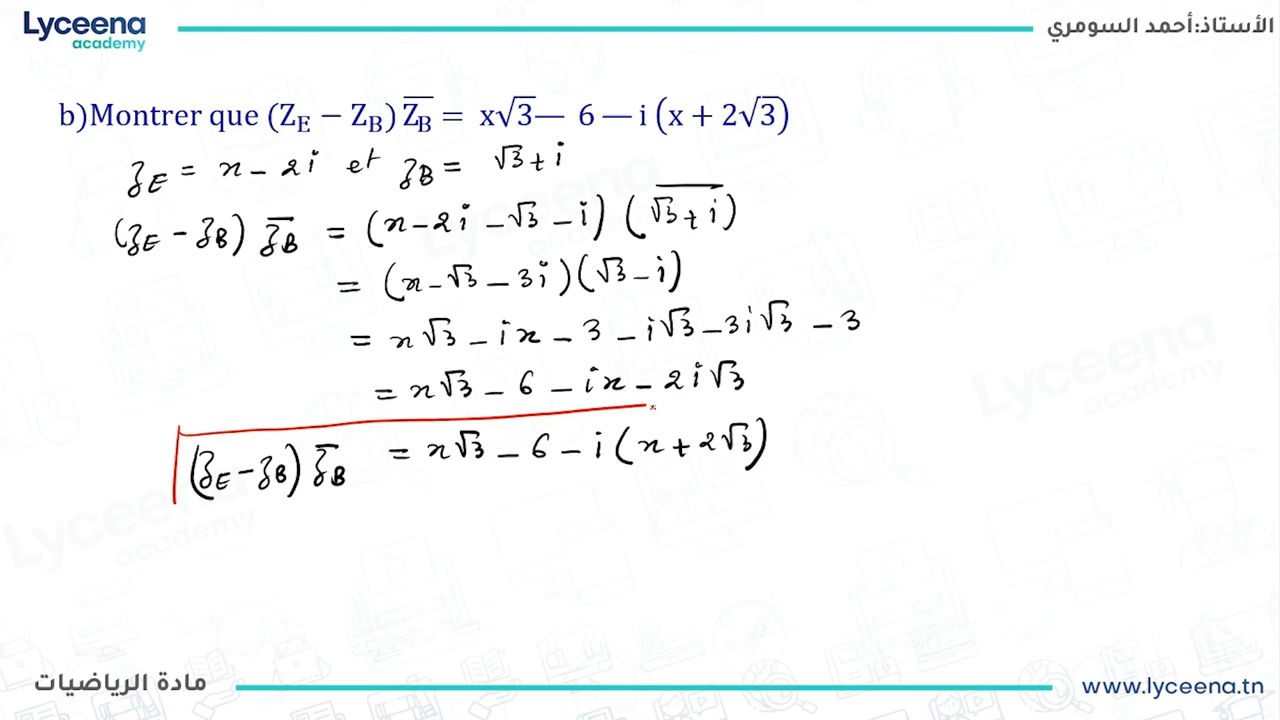 Lyceena
academy
الأستاذ:أحمد السومري
b)Montrer que (Z_E − Z_B) \overline{Z_B} = x√3— 6 — i (x + 2√3)
z_E = x − 2i et z_B = √3 + i
(z_E − z_B) \overline{z_B} = (x − 2i − √3 − i) (\overline{√3 + i})
= (x − √3 − 3i) (√3 − i)
= x√3 − ix − 3 − i√3 − 3i√3 − 3
= x√3 − 6 − ix − 2i√3
(z_E − z_B) \overline{z_B} = x√3 − 6 − i (x + 2√3)
مادة الرياضيات
www.lyceena.tn